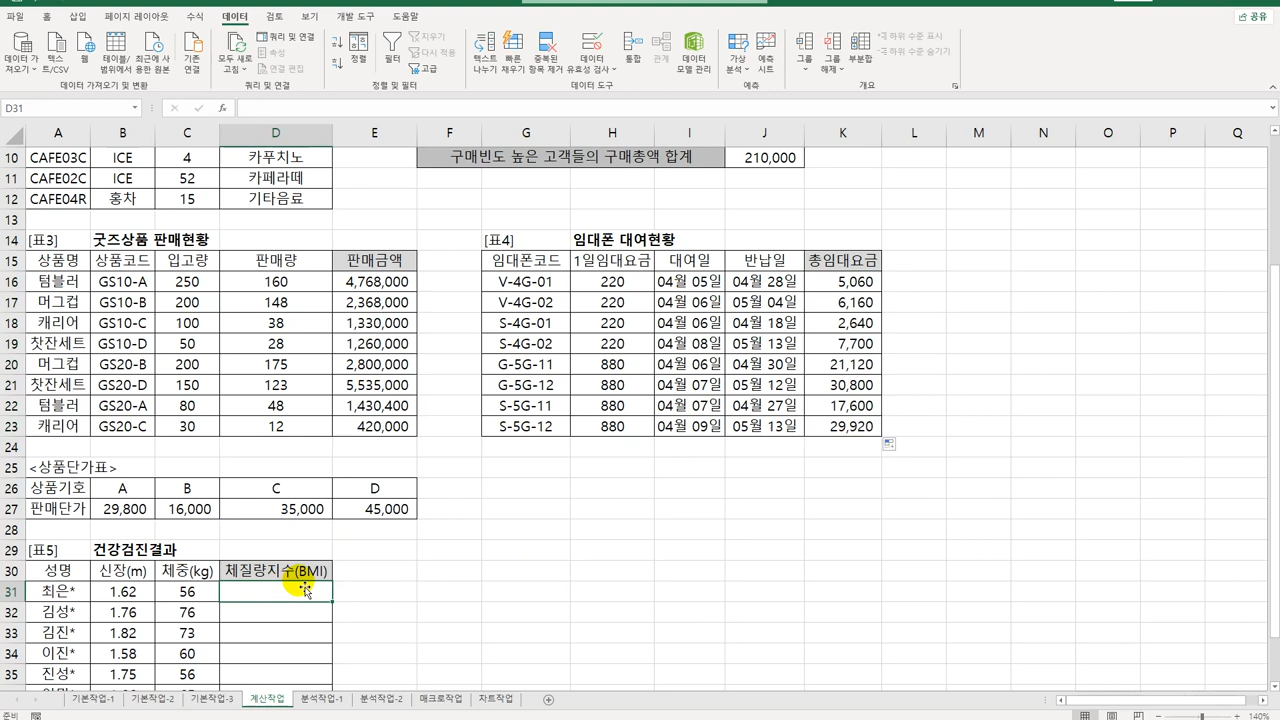 파일 홈 삽입 페이지 레이아웃 수식 데이터 검토 보기 개발 도구 도움말 공유
데이터 가져오기 텍스트/CSV 웹 테이블/범위에서 최근에 사용한 원본 기존 연결 모두 새로 고침 쿼리 및 연결 속성 연결 편집 정렬 필터 지우기 다시 적용 고급 텍스트 나누기 빠른 채우기 중복된 항목 제거 데이터 유효성 검사 통합 관계 데이터 모델 관리 가상 분석 예측 시트 그룹 그룹 해제 부분합 하위 수준 표시 하위 수준 숨기기
데이터 가져오기 및 변환 쿼리 및 연결 정렬 및 필터 데이터 도구 예측 개요
D31 fx
A B C D E F G H I J K L M N O P Q
10 CAFE03C ICE 4 카푸치노 구매빈도 높은 고객들의 구매총액 합계 210,000
11 CAFE02C ICE 52 카페라떼
12 CAFE04R 홍차 15 기타음료
13
14 [표3] 굿즈상품 판매현황 [표4] 임대폰 대여현황
15 상품명 상품코드 입고량 판매량 판매금액 임대폰코드 1일임대요금 대여일 반납일 총임대요금
16 텀블러 GS10-A 250 160 4,768,000 V-4G-01 220 04월 05일 04월 28일 5,060
17 머그컵 GS10-B 200 148 2,368,000 V-4G-02 220 04월 06일 05월 04일 6,160
18 캐리어 GS10-C 100 38 1,330,000 S-4G-01 220 04월 06일 04월 18일 2,640
19 찻잔세트 GS10-D 50 28 1,260,000 S-4G-02 220 04월 08일 05월 13일 7,700
20 머그컵 GS20-B 200 175 2,800,000 G-5G-11 880 04월 06일 04월 30일 21,120
21 찻잔세트 GS20-D 150 123 5,535,000 G-5G-12 880 04월 07일 05월 12일 30,800
22 텀블러 GS20-A 80 48 1,430,400 S-5G-11 880 04월 07일 04월 27일 17,600
23 캐리어 GS20-C 30 12 420,000 S-5G-12 880 04월 09일 05월 13일 29,920
24
25 <상품단가표>
26 상품기호 A B C D
27 판매단가 29,800 16,000 35,000 45,000
28
29 [표5] 건강검진결과
30 성명 신장(m) 체중(kg) 체질량지수(BMI)
31 최은* 1.62 56
32 김성* 1.76 76
33 김진* 1.82 73
34 이진* 1.58 60
35 진성* 1.75 56
기본작업-1 기본작업-2 기본작업-3 계산작업 분석작업-1 분석작업-2 매크로작업 차트작업
준비 140%